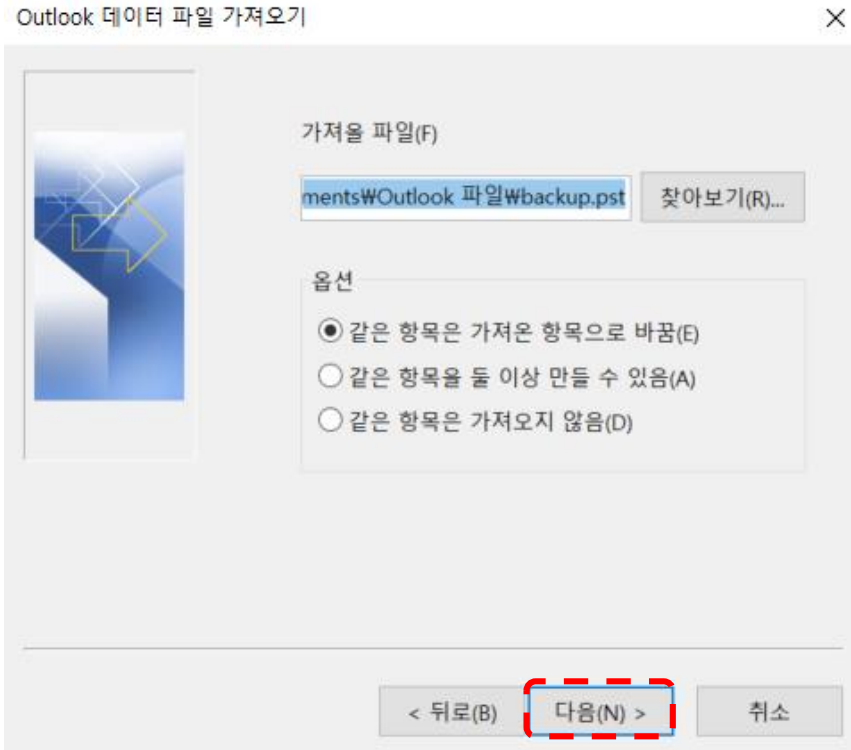 Outlook 데이터 파일 가져오기
가져올 파일(F)
ments₩Outlook 파일₩backup.pst
찾아보기(R)...
옵션
같은 항목은 가져온 항목으로 바꿈(E)
같은 항목을 둘 이상 만들 수 있음(A)
같은 항목은 가져오지 않음(D)
< 뒤로(B)
다음(N) >
취소